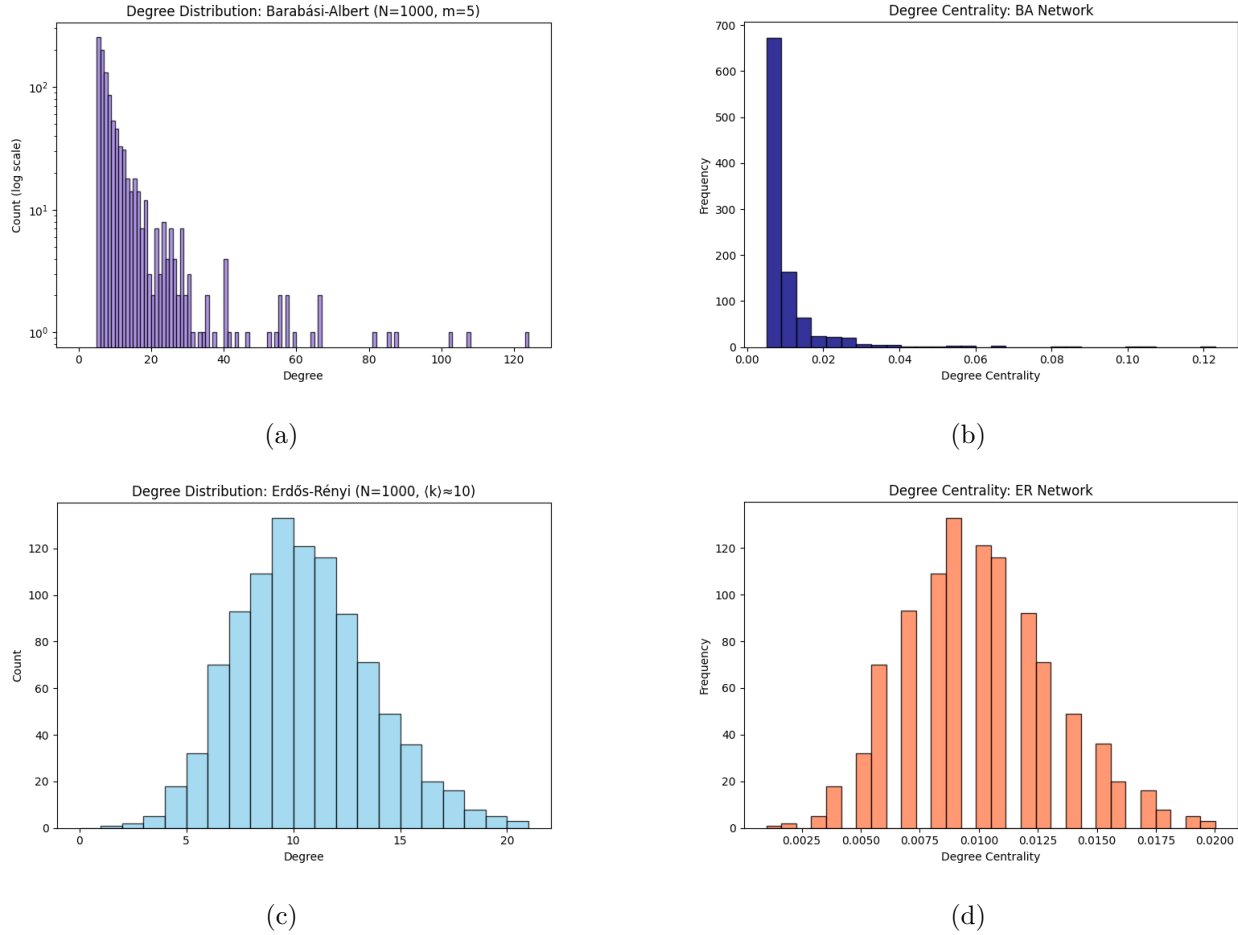 Degree Distribution: Barabási-Albert (N=1000, m=5)
Count (log scale)
10²
10¹
10⁰
0 20 40 60 80 100 120
Degree
(a)
Degree Centrality: BA Network
Frequency
700
600
500
400
300
200
100
0
0.00 0.02 0.04 0.06 0.08 0.10 0.12
Degree Centrality
(b)
Degree Distribution: Erdős-Rényi (N=1000, ⟨k⟩≈10)
Count
120
100
80
60
40
20
0
0 5 10 15 20
Degree
(c)
Degree Centrality: ER Network
Frequency
120
100
80
60
40
20
0
0.0025 0.0050 0.0075 0.0100 0.0125 0.0150 0.0175 0.0200
Degree Centrality
(d)